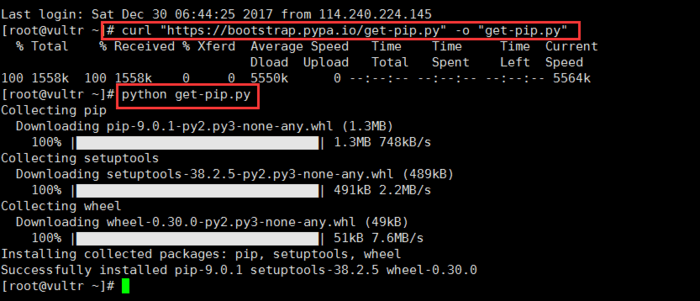 Last login: Sat Dec 30 06:44:25 2017 from 114.240.224.145
[root@vultr ~]# curl "https://bootstrap.pypa.io/get-pip.py" -o "get-pip.py"
  % Total    % Received % Xferd  Average Speed   Time    Time     Time  Current
                                 Dload  Upload   Total   Spent    Left  Speed
100 1558k  100 1558k    0     0  5550k      0 --:--:-- --:--:-- --:--:-- 5564k
[root@vultr ~]# python get-pip.py
Collecting pip
  Downloading pip-9.0.1-py2.py3-none-any.whl (1.3MB)
    100% |████████████████████████████████| 1.3MB 748kB/s
Collecting setuptools
  Downloading setuptools-38.2.5-py2.py3-none-any.whl (489kB)
    100% |████████████████████████████████| 491kB 2.2MB/s
Collecting wheel
  Downloading wheel-0.30.0-py2.py3-none-any.whl (49kB)
    100% |████████████████████████████████| 51kB 7.6MB/s
Installing collected packages: pip, setuptools, wheel
Successfully installed pip-9.0.1 setuptools-38.2.5 wheel-0.30.0
[root@vultr ~]#